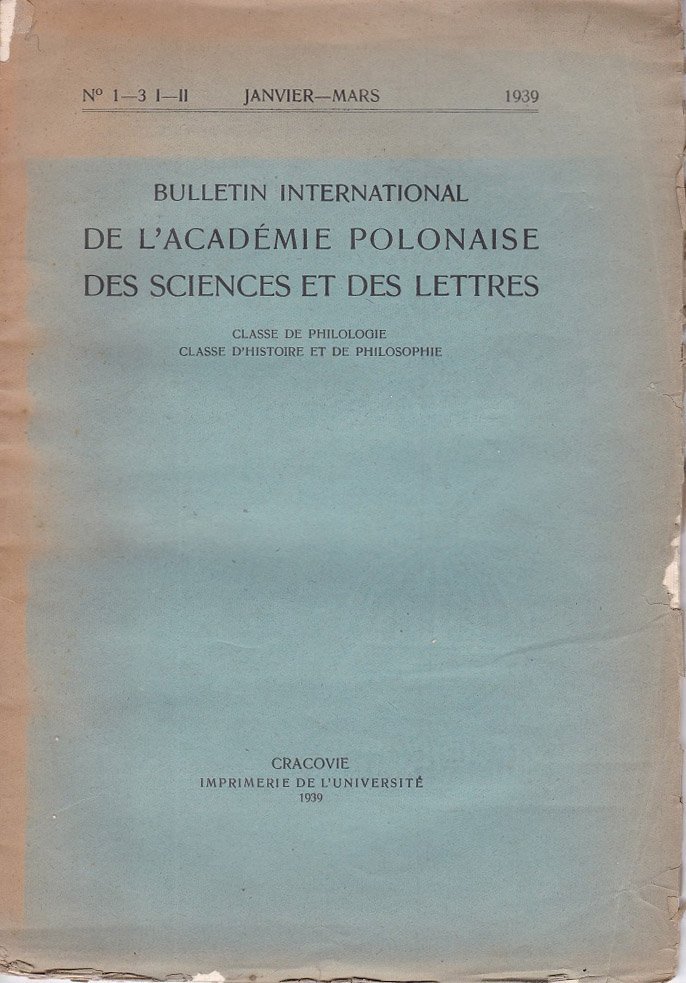 Nº 1—3 I—II JANVIER—MARS 1939
BULLETIN INTERNATIONAL
DE L'ACADÉMIE POLONAISE
DES SCIENCES ET DES LETTRES
CLASSE DE PHILOLOGIE
CLASSE D'HISTOIRE ET DE PHILOSOPHIE
CRACOVIE
IMPRIMERIE DE L'UNIVERSITÉ
1939